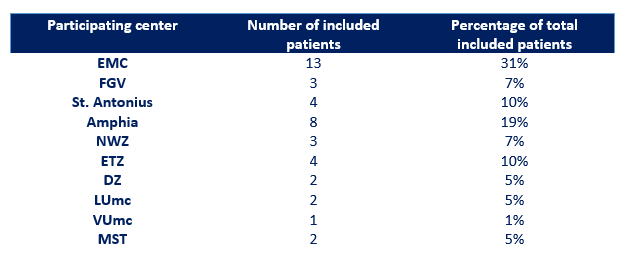 Participating center Number of included patients Percentage of total included patients
EMC 13 31%
FGV 3 7%
St. Antonius 4 10%
Amphia 8 19%
NWZ 3 7%
ETZ 4 10%
DZ 2 5%
LUmc 2 5%
VUmc 1 1%
MST 2 5%